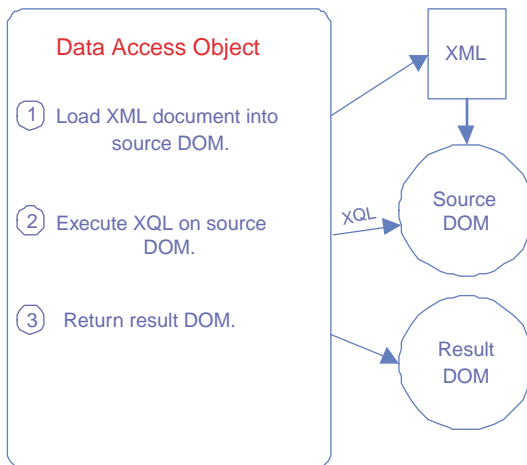 Data Access Object
1 Load XML document into
source DOM.
2 Execute XQL on source
DOM.
3 Return result DOM.
XML
XQL
Source
DOM
Result
DOM